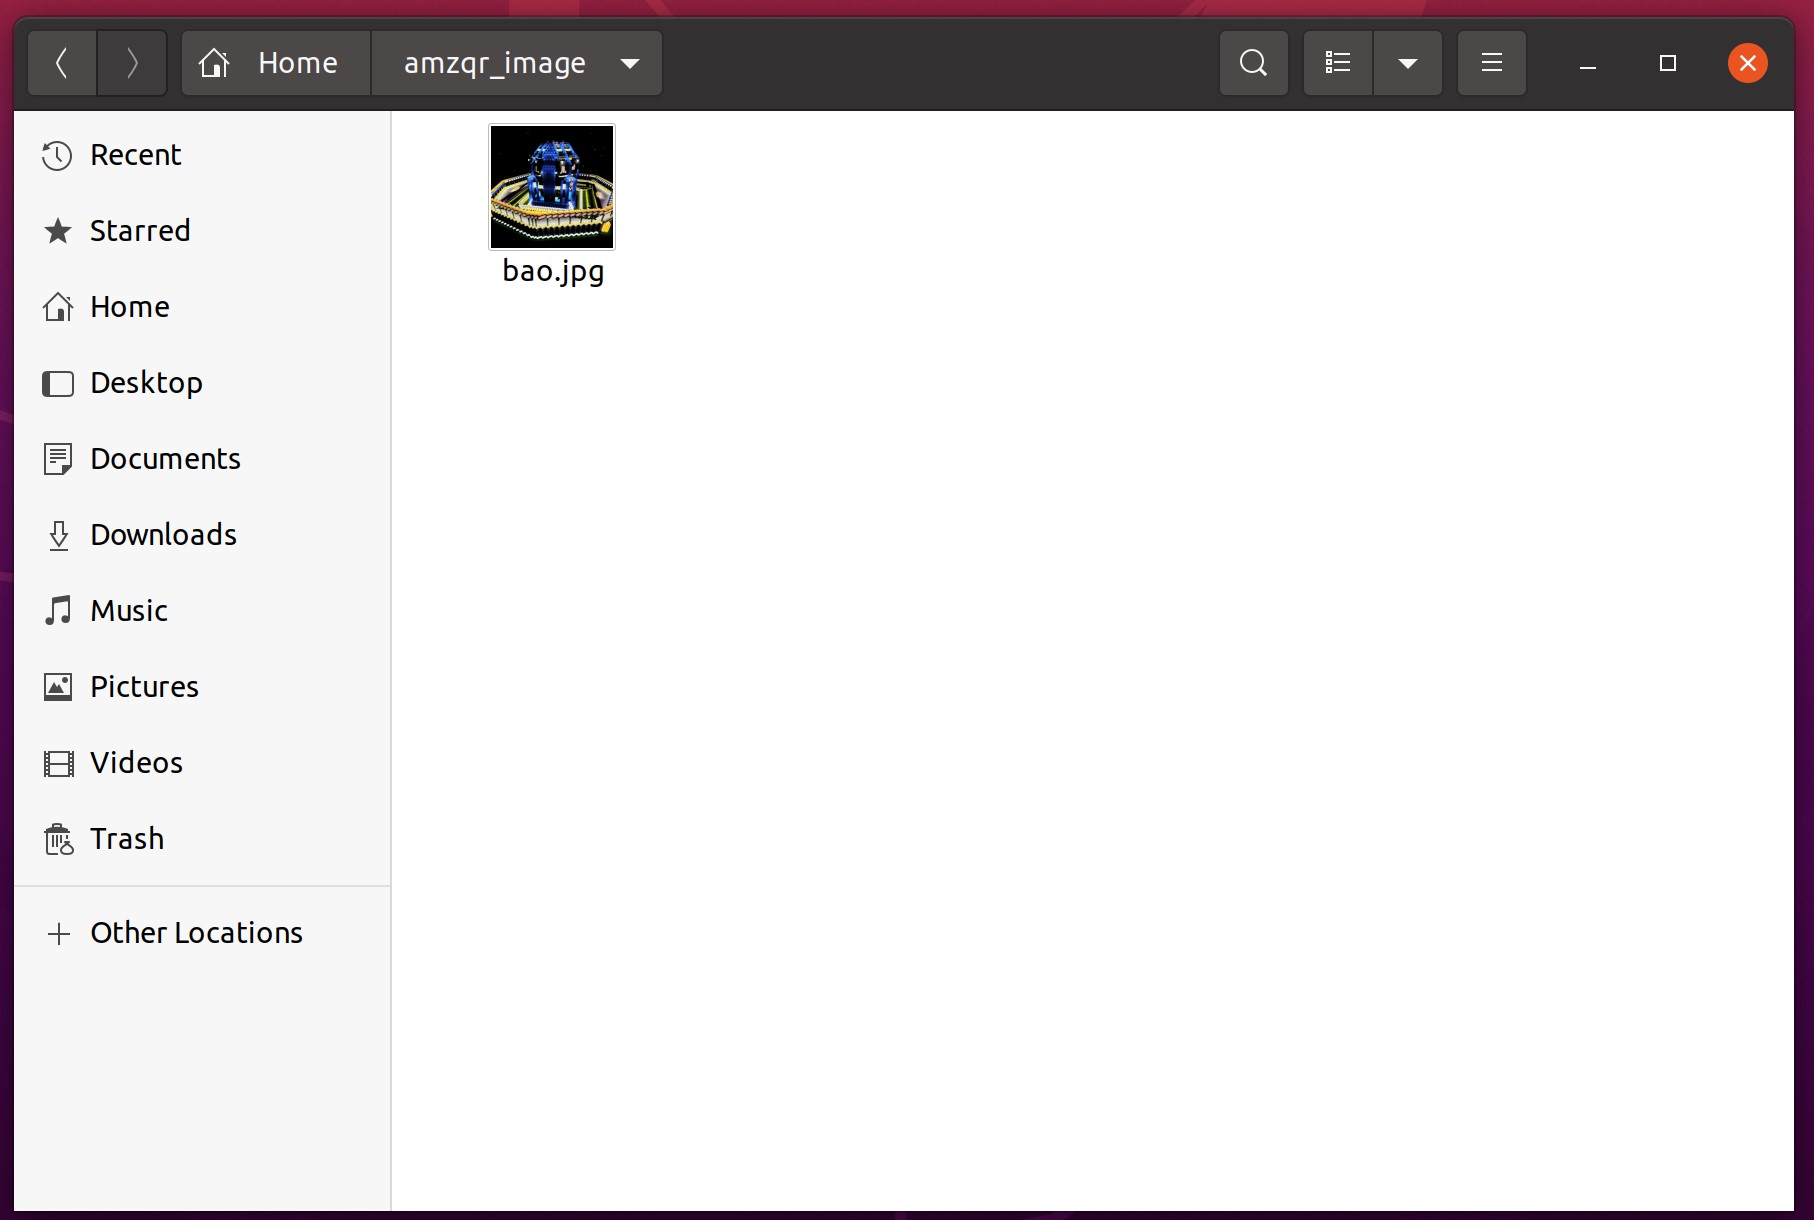 Home
amzqr_image
Recent
Starred
Home
Desktop
Documents
Downloads
Music
Pictures
Videos
Trash
Other Locations
bao.jpg